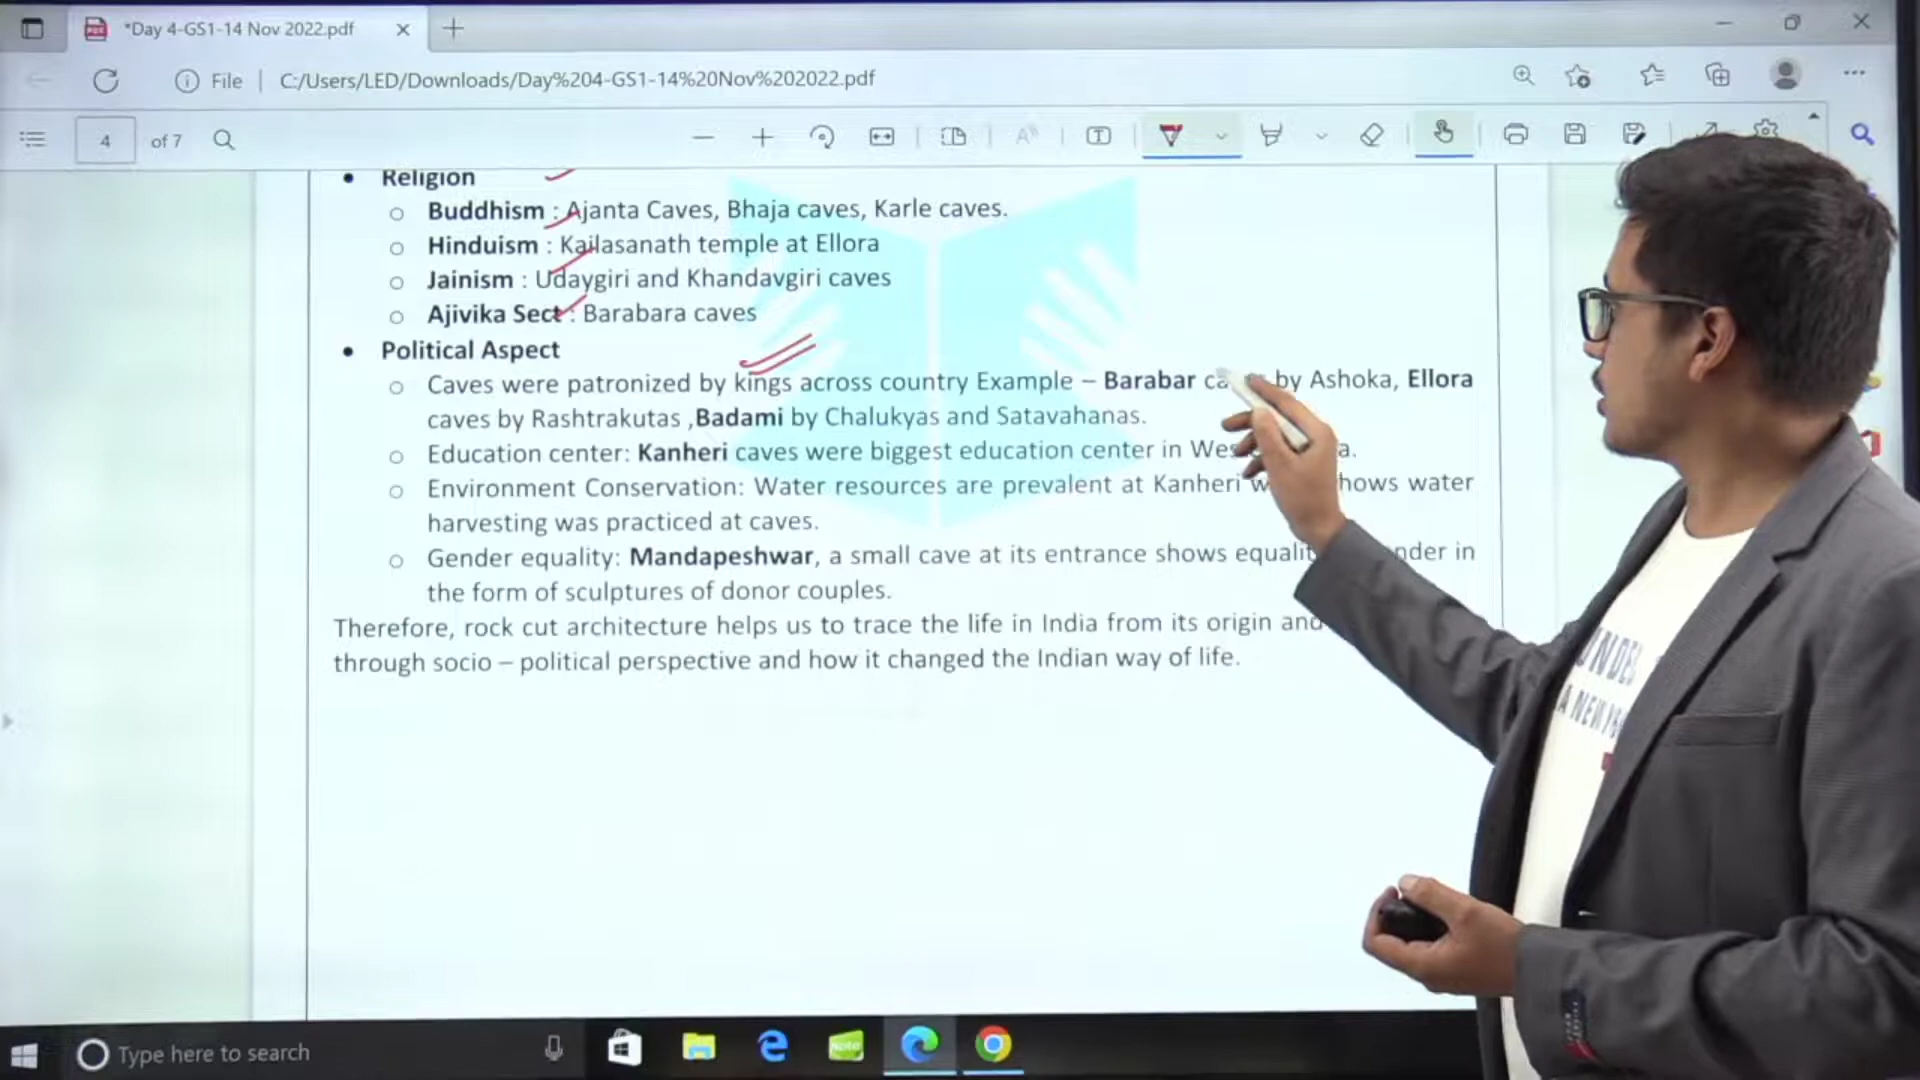 *Day 4-GS1-14 Nov 2022.pdf
File
C:/Users/LED/Downloads/Day%204-GS1-14%20Nov%202022.pdf
4 of 7
• Religion
o Buddhism : Ajanta Caves, Bhaja caves, Karle caves.
o Hinduism : Kailasanath temple at Ellora
o Jainism : Udaygiri and Khandavgiri caves
o Ajivika Sect : Barabara caves
• Political Aspect
o Caves were patronized by kings across country Example – Barabar by Ashoka, Ellora
caves by Rashtrakutas ,Badami by Chalukyas and Satavahanas.
o Education center: Kanheri caves were biggest education center in
o Environment Conservation: Water resources are prevalent at Kanheri shows water
harvesting was practiced at caves.
o Gender equality: Mandapeshwar, a small cave at its entrance shows in
the form of sculptures of donor couples.
Therefore, rock cut architecture helps us to trace the life in India from its origin and
through socio – political perspective and how it changed the Indian way of life.
Type here to search
Note